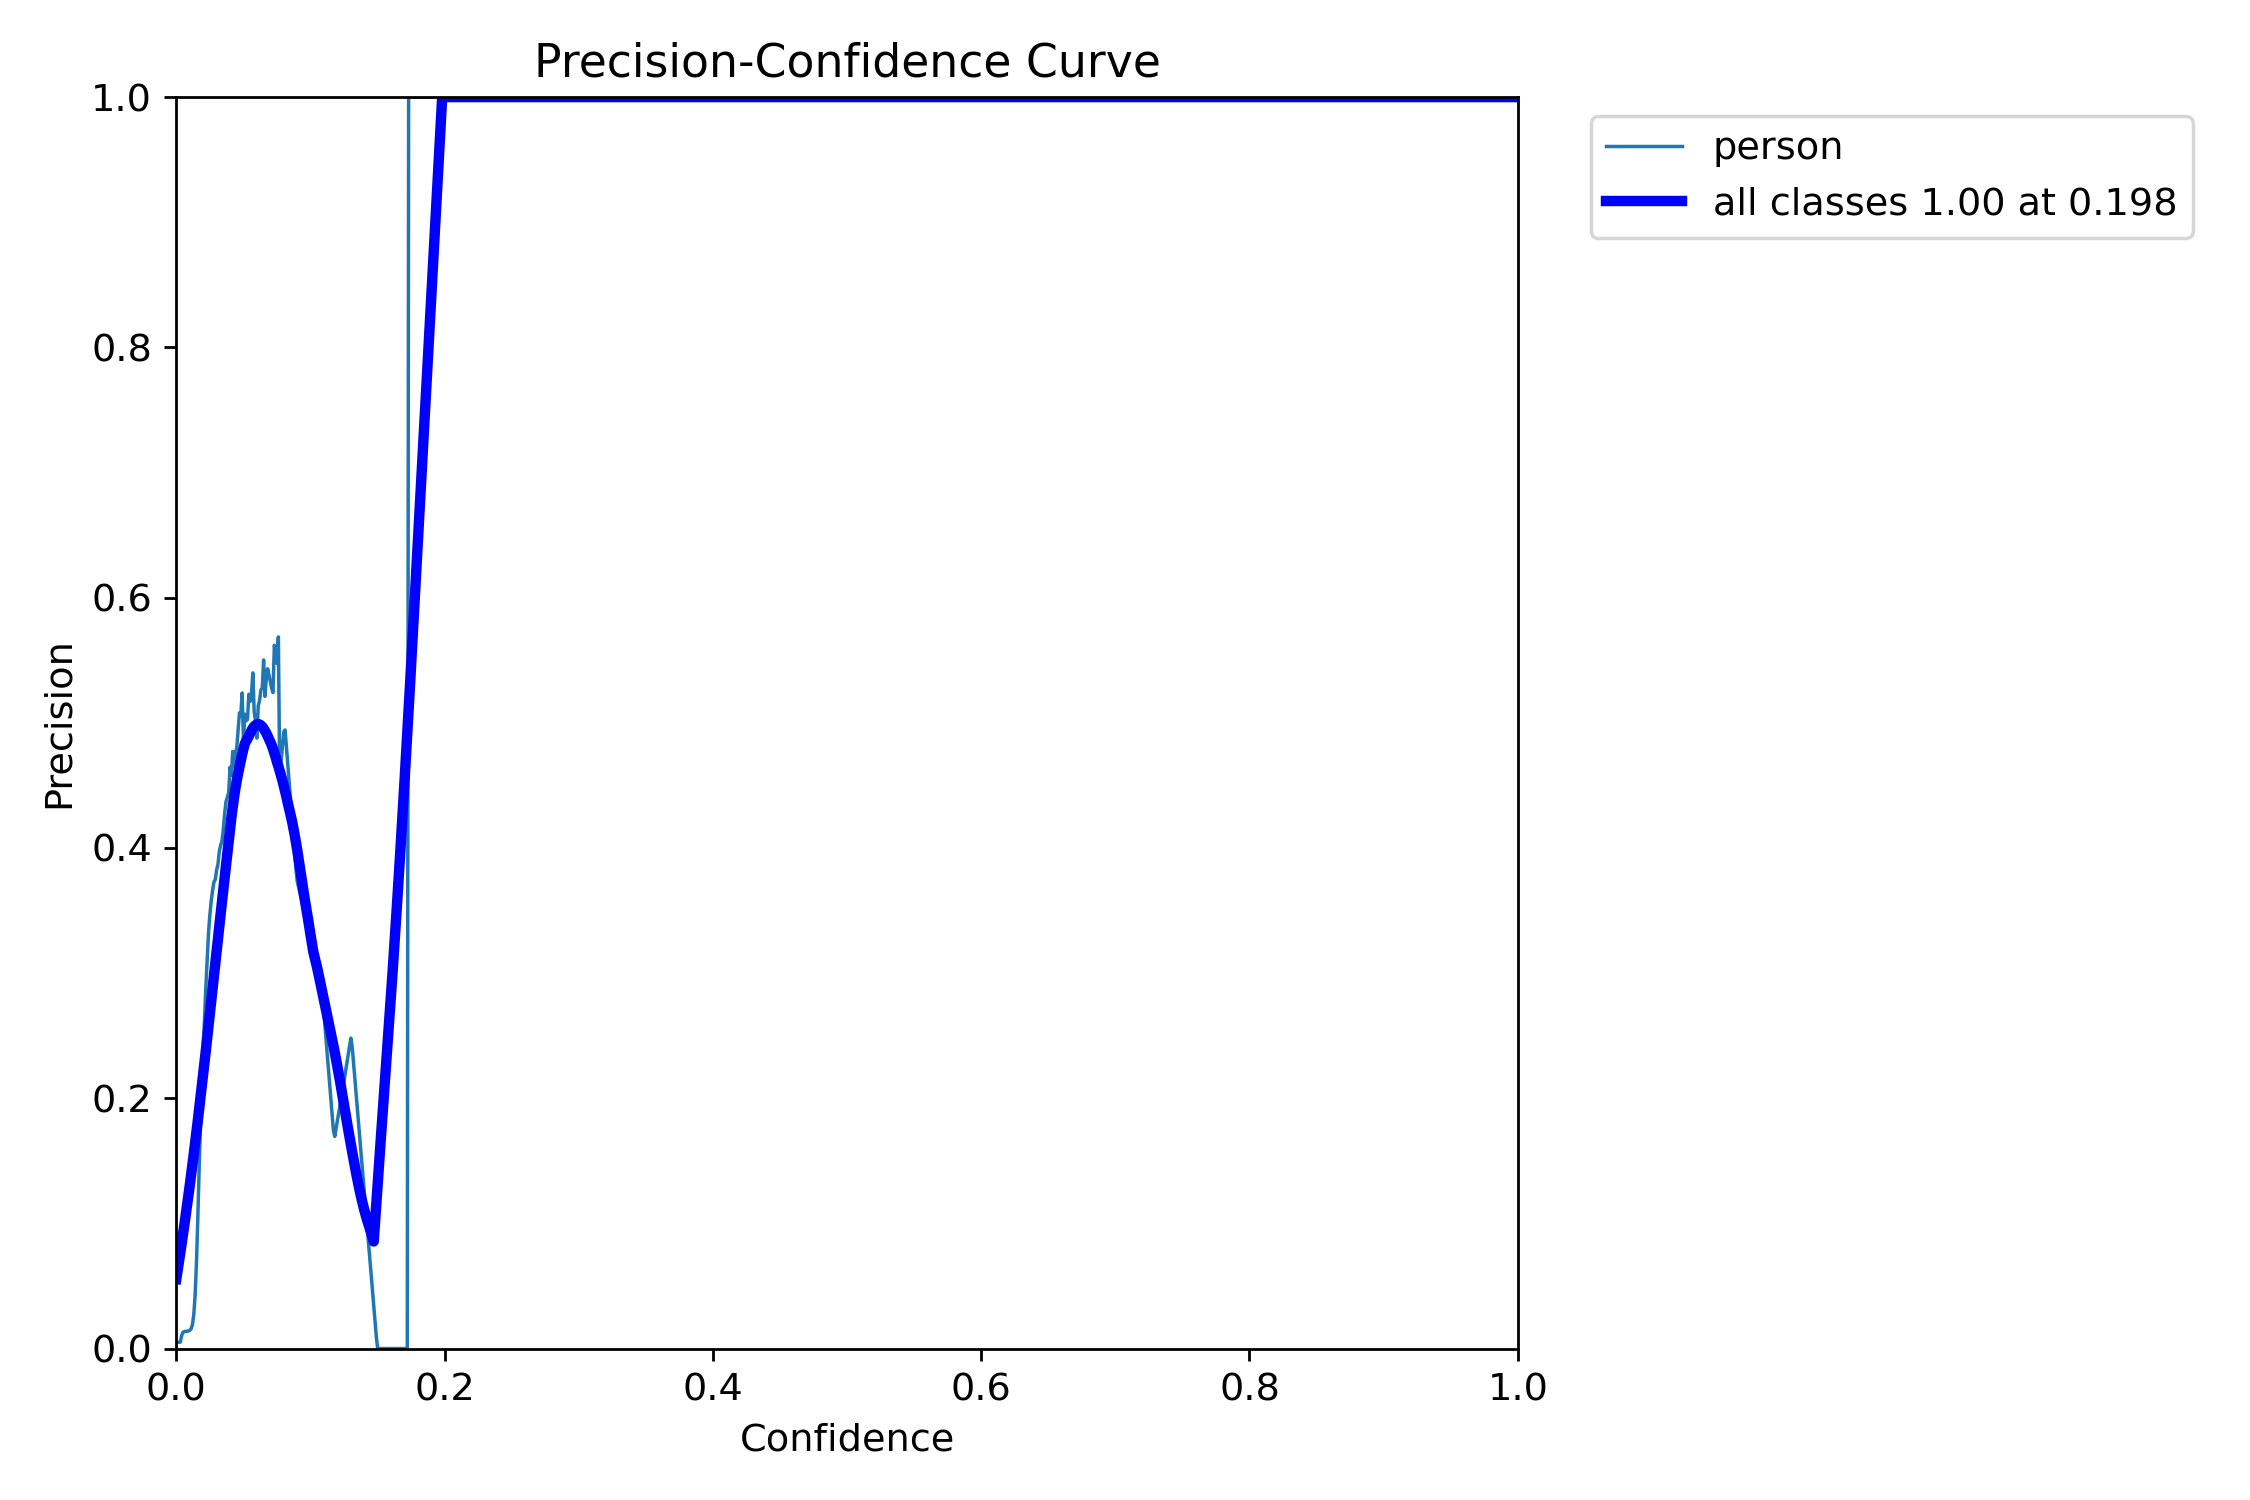 Precision-Confidence Curve
1.0
0.8
0.6
0.4
0.2
0.0
Precision
0.0 0.2 0.4 0.6 0.8 1.0
Confidence
person
all classes 1.00 at 0.198